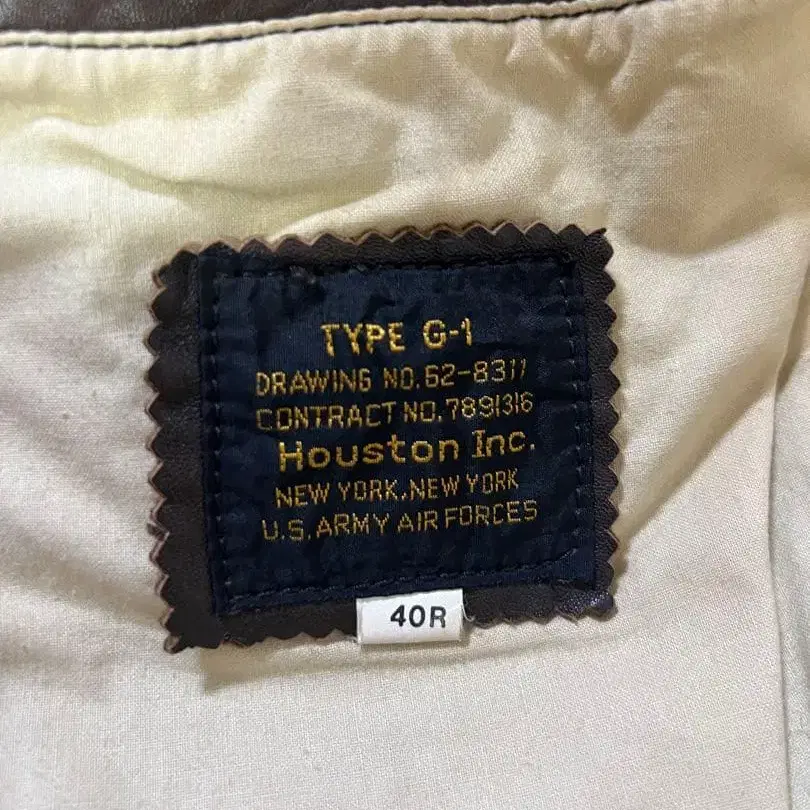 TYPE G-1
DRAWING NO.62-8311
CONTRACT NO.7891316
Houston Inc.
NEW YORK.NEW YORK
U.S.ARMY AIR FORCES
40R